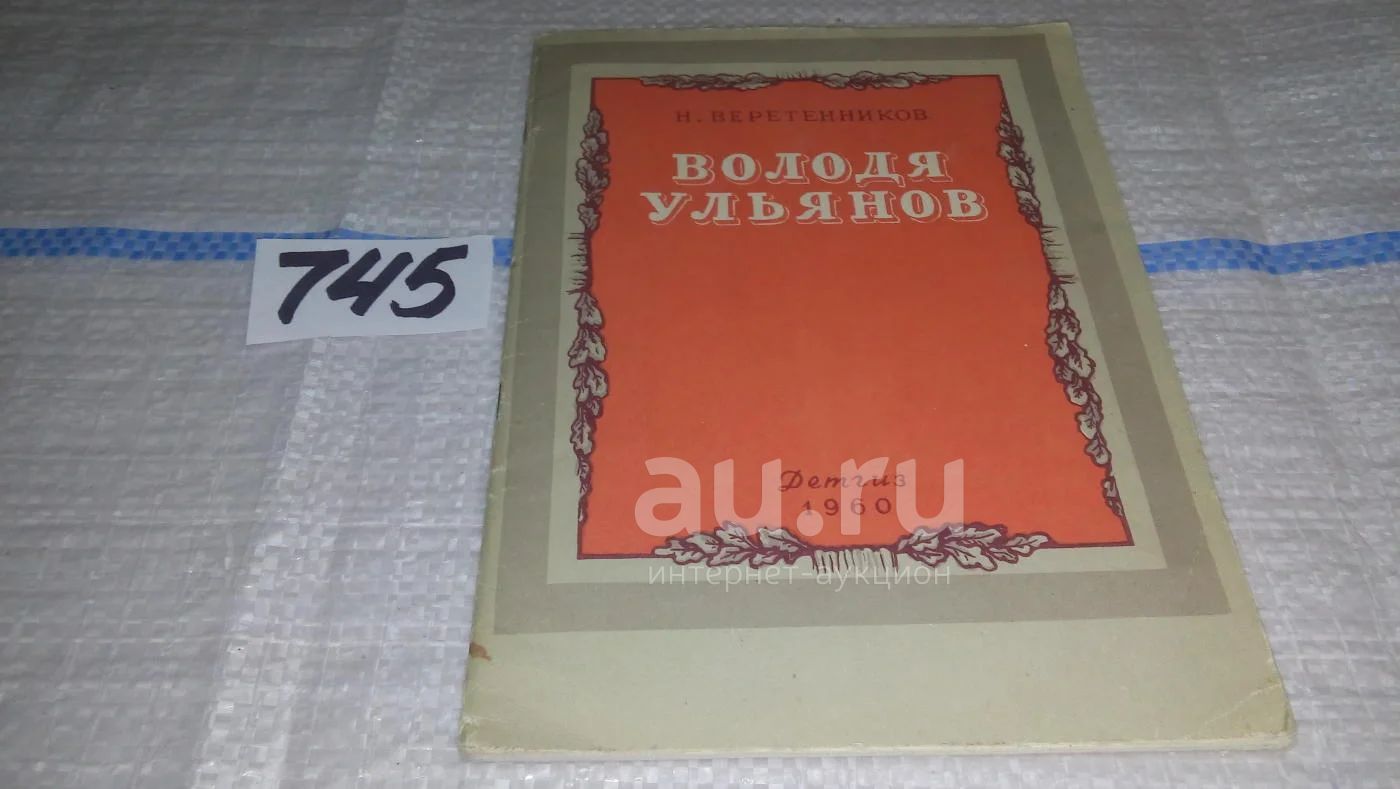 Н. ВЕРЕТЕННИКОВ
ВОЛОДЯ
УЛЬЯНОВ
745
Детгиз
1960
au.ru
интернет-аукцион